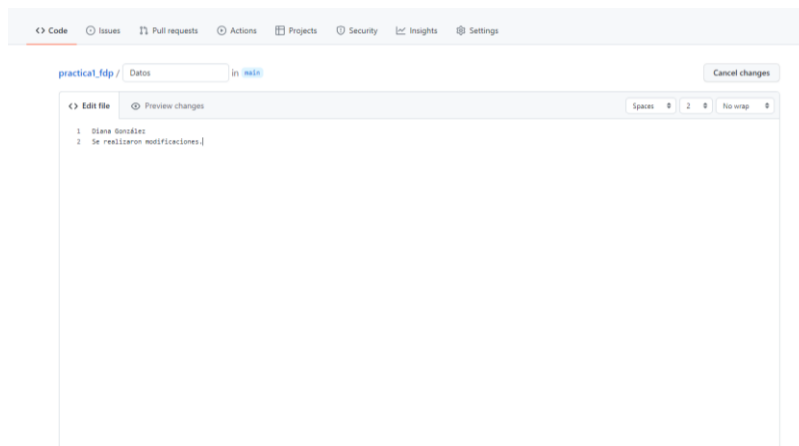 <> Code Issues Pull requests Actions Projects Security Insights Settings
practica1_fdp / Datos in main Cancel changes
<> Edit file Preview changes Spaces 2 No wrap
1 Diana González
2 Se realizaron modificaciones.